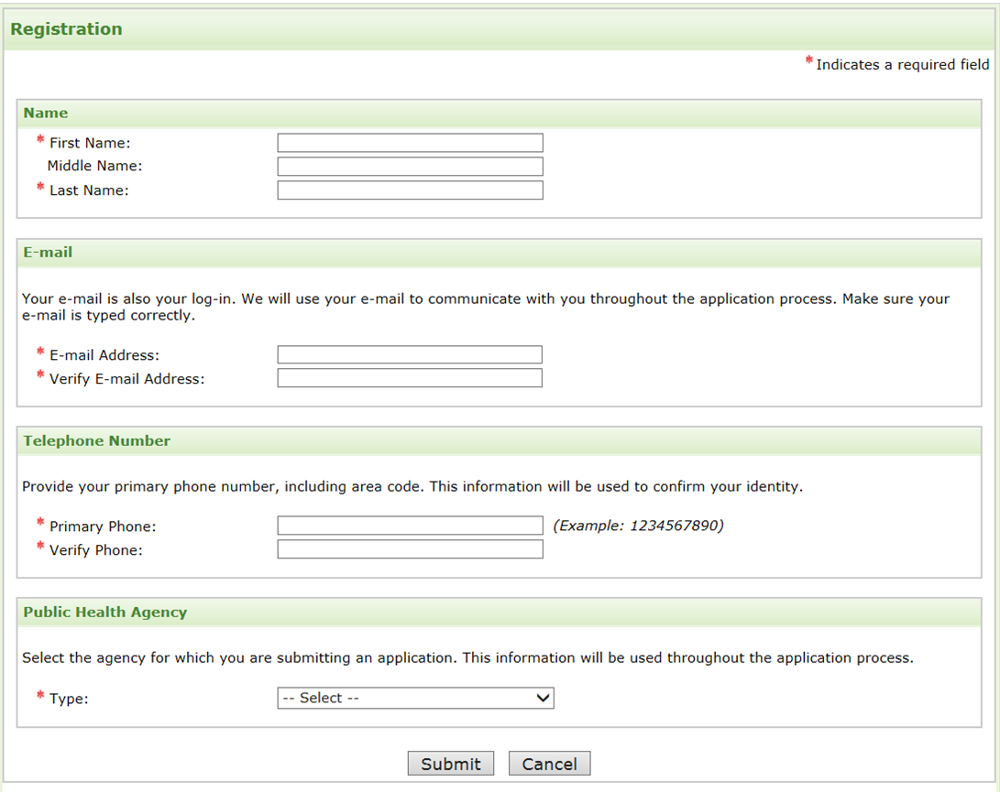 Registration
* Indicates a required field
Name
* First Name:
Middle Name:
* Last Name:
E-mail
Your e-mail is also your log-in. We will use your e-mail to communicate with you throughout the application process. Make sure your
e-mail is typed correctly.
* E-mail Address:
* Verify E-mail Address:
Telephone Number
Provide your primary phone number, including area code. This information will be used to confirm your identity.
* Primary Phone: (Example: 1234567890)
* Verify Phone:
Public Health Agency
Select the agency for which you are submitting an application. This information will be used throughout the application process.
* Type: -- Select --
Submit Cancel